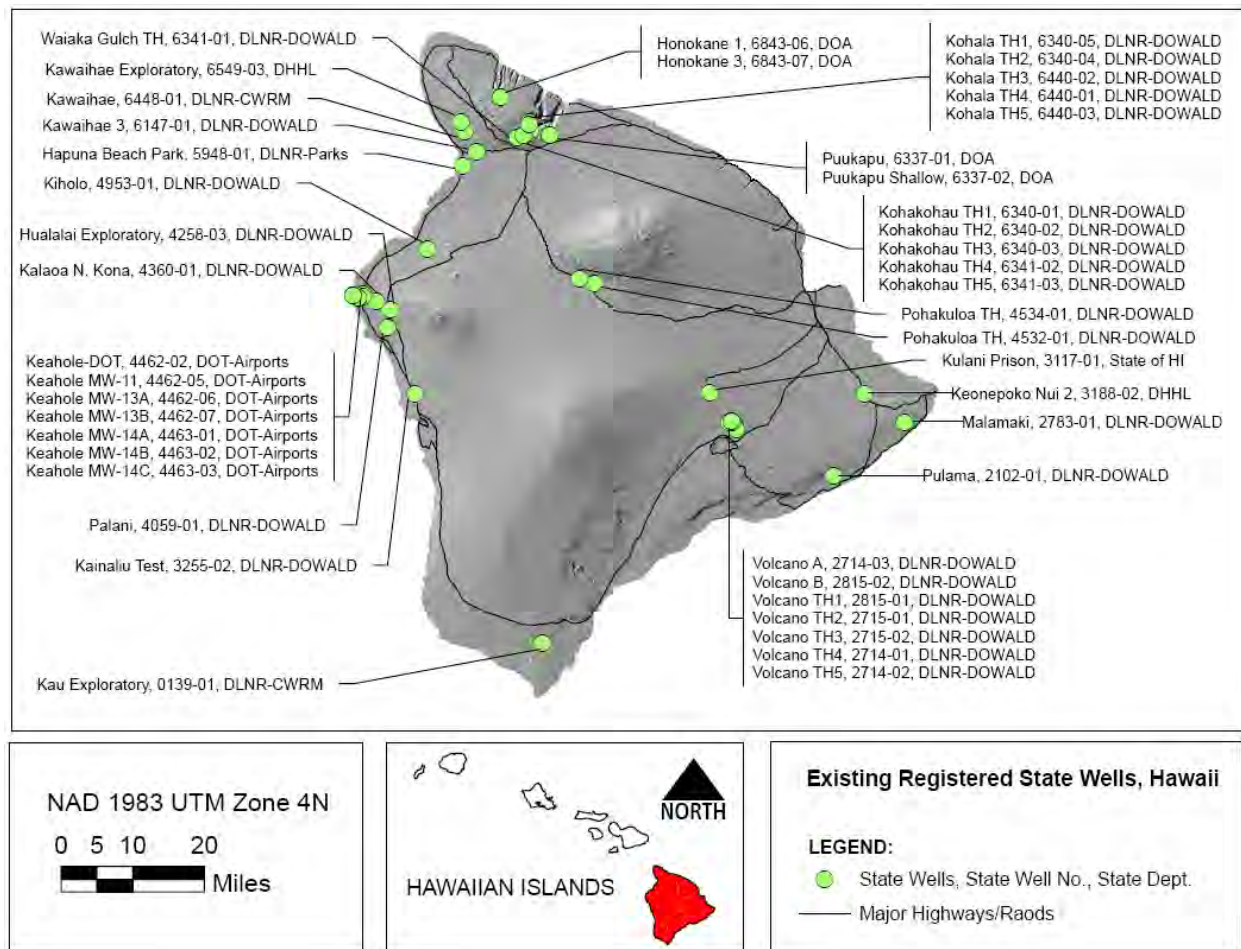 Waiaka Gulch TH, 6341-01, DLNR-DOWALD
Kawaihae Exploratory, 6549-03, DHHL
Kawaihae, 6448-01, DLNR-CWRM
Kawaihae 3, 6147-01, DLNR-DOWALD
Hapuna Beach Park, 5948-01, DLNR-Parks
Kiholo, 4953-01, DLNR-DOWALD
Hualalai Exploratory, 4258-03, DLNR-DOWALD
Kalaoa N. Kona, 4360-01, DLNR-DOWALD
Keahole-DOT, 4462-02, DOT-Airports
Keahole MW-11, 4462-05, DOT-Airports
Keahole MW-13A, 4462-06, DOT-Airports
Keahole MW-13B, 4462-07, DOT-Airports
Keahole MW-14A, 4463-01, DOT-Airports
Keahole MW-14B, 4463-02, DOT-Airports
Keahole MW-14C, 4463-03, DOT-Airports
Palani, 4059-01, DLNR-DOWALD
Kainaliu Test, 3255-02, DLNR-DOWALD
Kau Exploratory, 0139-01, DLNR-CWRM
Honokane 1, 6843-06, DOA
Honokane 3, 6843-07, DOA
Kohala TH1, 6340-05, DLNR-DOWALD
Kohala TH2, 6340-04, DLNR-DOWALD
Kohala TH3, 6440-02, DLNR-DOWALD
Kohala TH4, 6440-01, DLNR-DOWALD
Kohala TH5, 6440-03, DLNR-DOWALD
Puukapu, 6337-01, DOA
Puukapu Shallow, 6337-02, DOA
Kohakohau TH1, 6340-01, DLNR-DOWALD
Kohakohau TH2, 6340-02, DLNR-DOWALD
Kohakohau TH3, 6340-03, DLNR-DOWALD
Kohakohau TH4, 6341-02, DLNR-DOWALD
Kohakohau TH5, 6341-03, DLNR-DOWALD
Pohakuloa TH, 4534-01, DLNR-DOWALD
Pohakuloa TH, 4532-01, DLNR-DOWALD
Kulani Prison, 3117-01, State of HI
Keonepoko Nui 2, 3188-02, DHHL
Malamaki, 2783-01, DLNR-DOWALD
Pulama, 2102-01, DLNR-DOWALD
Volcano A, 2714-03, DLNR-DOWALD
Volcano B, 2815-02, DLNR-DOWALD
Volcano TH1, 2815-01, DLNR-DOWALD
Volcano TH2, 2715-01, DLNR-DOWALD
Volcano TH3, 2715-02, DLNR-DOWALD
Volcano TH4, 2714-01, DLNR-DOWALD
Volcano TH5, 2714-02, DLNR-DOWALD
NAD 1983 UTM Zone 4N
0 5 10 20
Miles
NORTH
HAWAIIAN ISLANDS
Existing Registered State Wells, Hawaii
LEGEND:
State Wells, State Well No., State Dept.
Major Highways/Raods